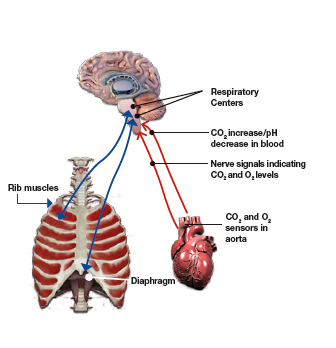 Respiratory
Centers
CO2 increase/pH
decrease in blood
Nerve signals indicating
CO2 and O2 levels
Rib muscles
CO2 and O2
sensors in
aorta
Diaphragm